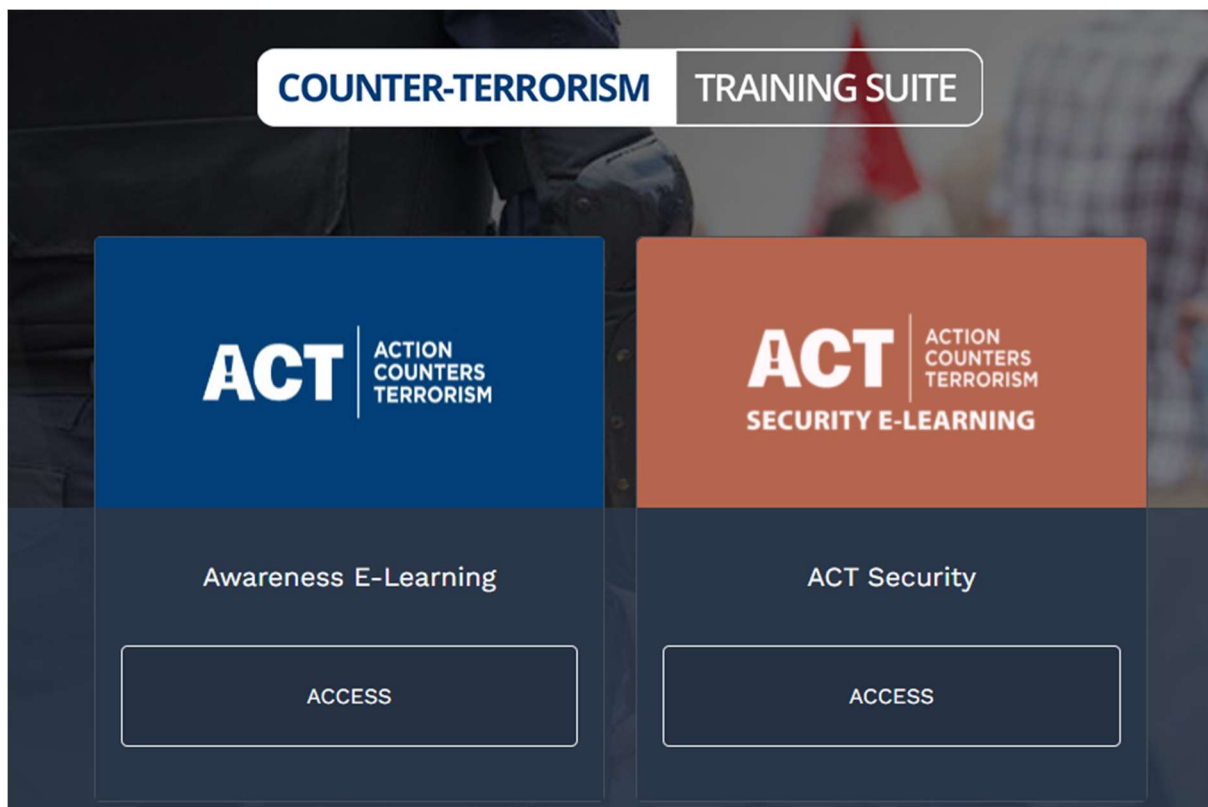 COUNTER-TERRORISM TRAINING SUITE
ACT ACTION
COUNTERS
TERRORISM
Awareness E-Learning
ACCESS
ACT ACTION
COUNTERS
TERRORISM
SECURITY E-LEARNING
ACT Security
ACCESS